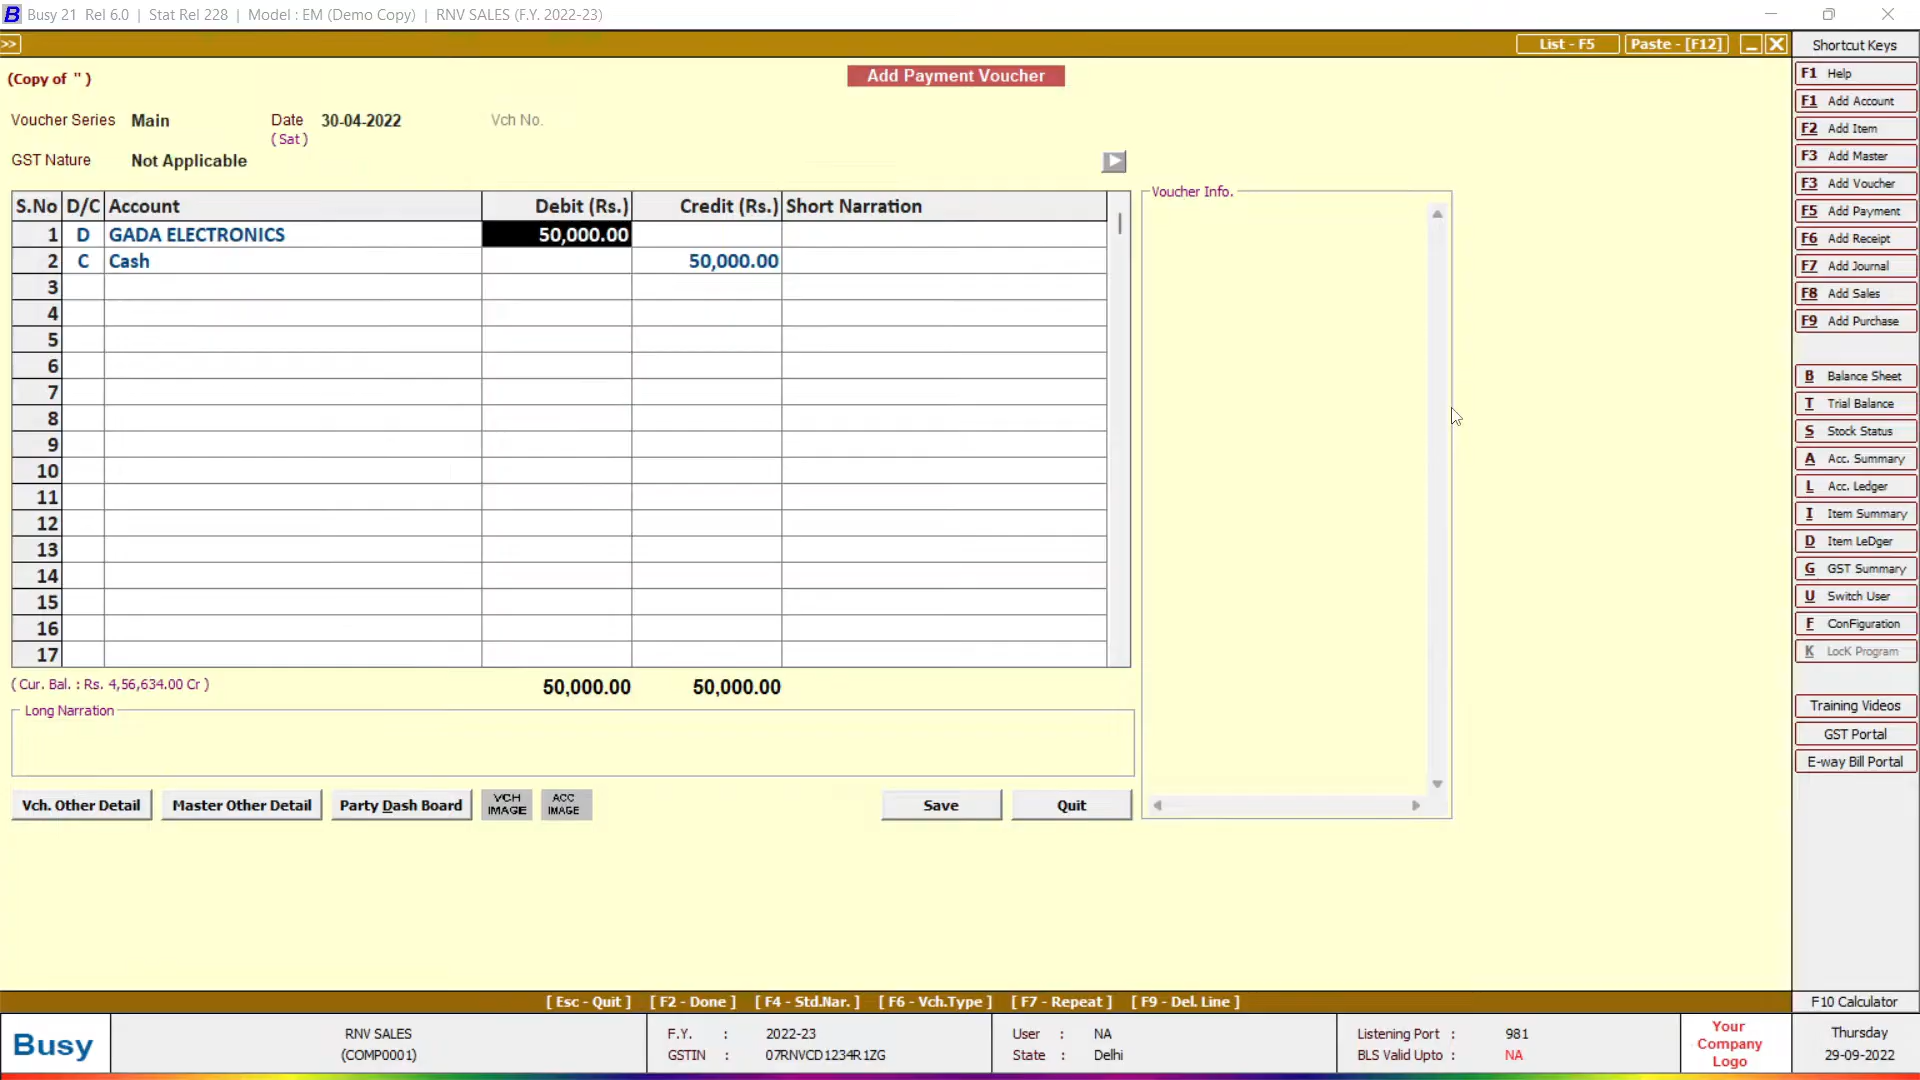 Busy 21 Rel 6.0 | Stat Rel 228 | Model : EM (Demo Copy) | RNV SALES (F.Y. 2022-23)
>> List - F5 Paste - [F12]
(Copy of '' )
Add Payment Voucher
Voucher Series Main Date 30-04-2022 Vch No.
( Sat )
GST Nature Not Applicable
S.No D/C Account Debit (Rs.) Credit (Rs.) Short Narration
1 D GADA ELECTRONICS 50,000.00
2 C Cash 50,000.00
3
4
5
6
7
8
9
10
11
12
13
14
15
16
17
( Cur. Bal. : Rs. 4,56,634.00 Cr ) 50,000.00 50,000.00
Long Narration
Vch. Other Detail Master Other Detail Party Dash Board VCH IMAGE ACC IMAGE Save Quit
Voucher Info.
Shortcut Keys
F1 Help
F1 Add Account
F2 Add Item
F3 Add Master
F3 Add Voucher
F5 Add Payment
F6 Add Receipt
F7 Add Journal
F8 Add Sales
F9 Add Purchase
B Balance Sheet
T Trial Balance
S Stock Status
A Acc. Summary
L Acc. Ledger
I Item Summary
D Item LeDger
G GST Summary
U Switch User
F ConFiguration
K LocK Program
Training Videos
GST Portal
E-way Bill Portal
[ Esc - Quit ] [ F2 - Done ] [ F4 - Std.Nar. ] [ F6 - Vch.Type ] [ F7 - Repeat ] [ F9 - Del. Line ]
F10 Calculator
Busy
RNV SALES
(COMP0001)
F.Y. : 2022-23
GSTIN : 07RNVCD1234R1ZG
User : NA
State : Delhi
Listening Port : 981
BLS Valid Upto : NA
Your
Company
Logo
Thursday
29-09-2022